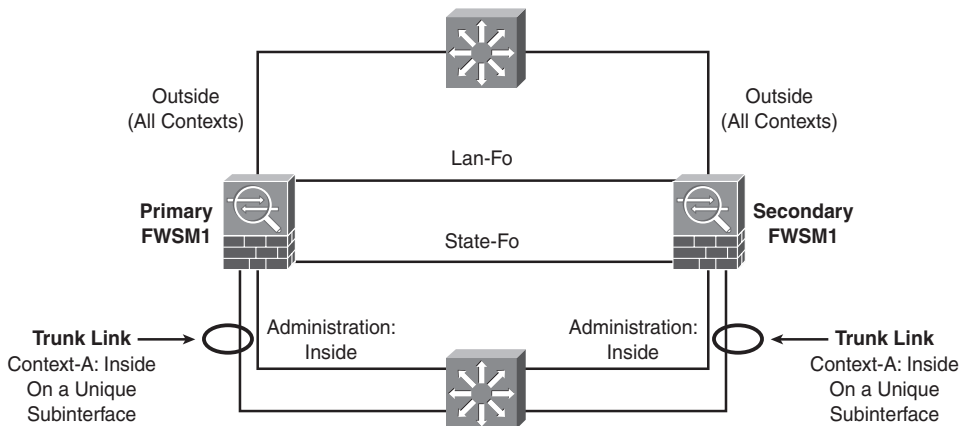 Outside
(All Contexts)
Outside
(All Contexts)
Lan-Fo
Primary
FWSM1
Secondary
FWSM1
State-Fo
Trunk Link
Context-A: Inside
On a Unique
Subinterface
Administration:
Inside
Administration:
Inside
Trunk Link
Context-A: Inside
On a Unique
Subinterface